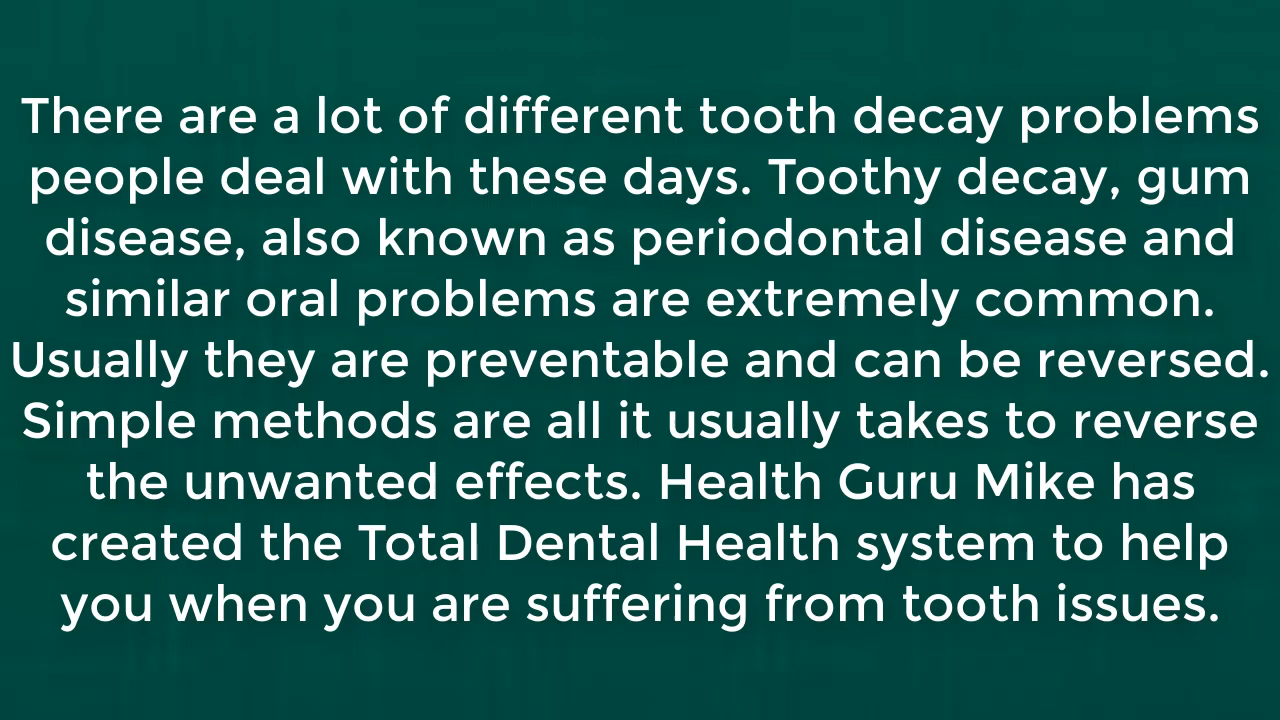 There are a lot of different tooth decay problems
people deal with these days. Toothy decay, gum
disease, also known as periodontal disease and
similar oral problems are extremely common.
Usually they are preventable and can be reversed.
Simple methods are all it usually takes to reverse
the unwanted effects. Health Guru Mike has
created the Total Dental Health system to help
you when you are suffering from tooth issues.